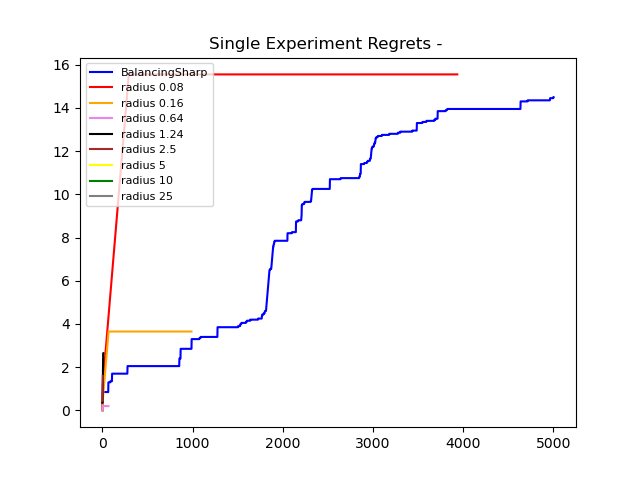 Single Experiment Regrets -
16
14
12
10
8
6
4
2
0
BalancingSharp
radius 0.08
radius 0.16
radius 0.64
radius 1.24
radius 2.5
radius 5
radius 10
radius 25
0 1000 2000 3000 4000 5000